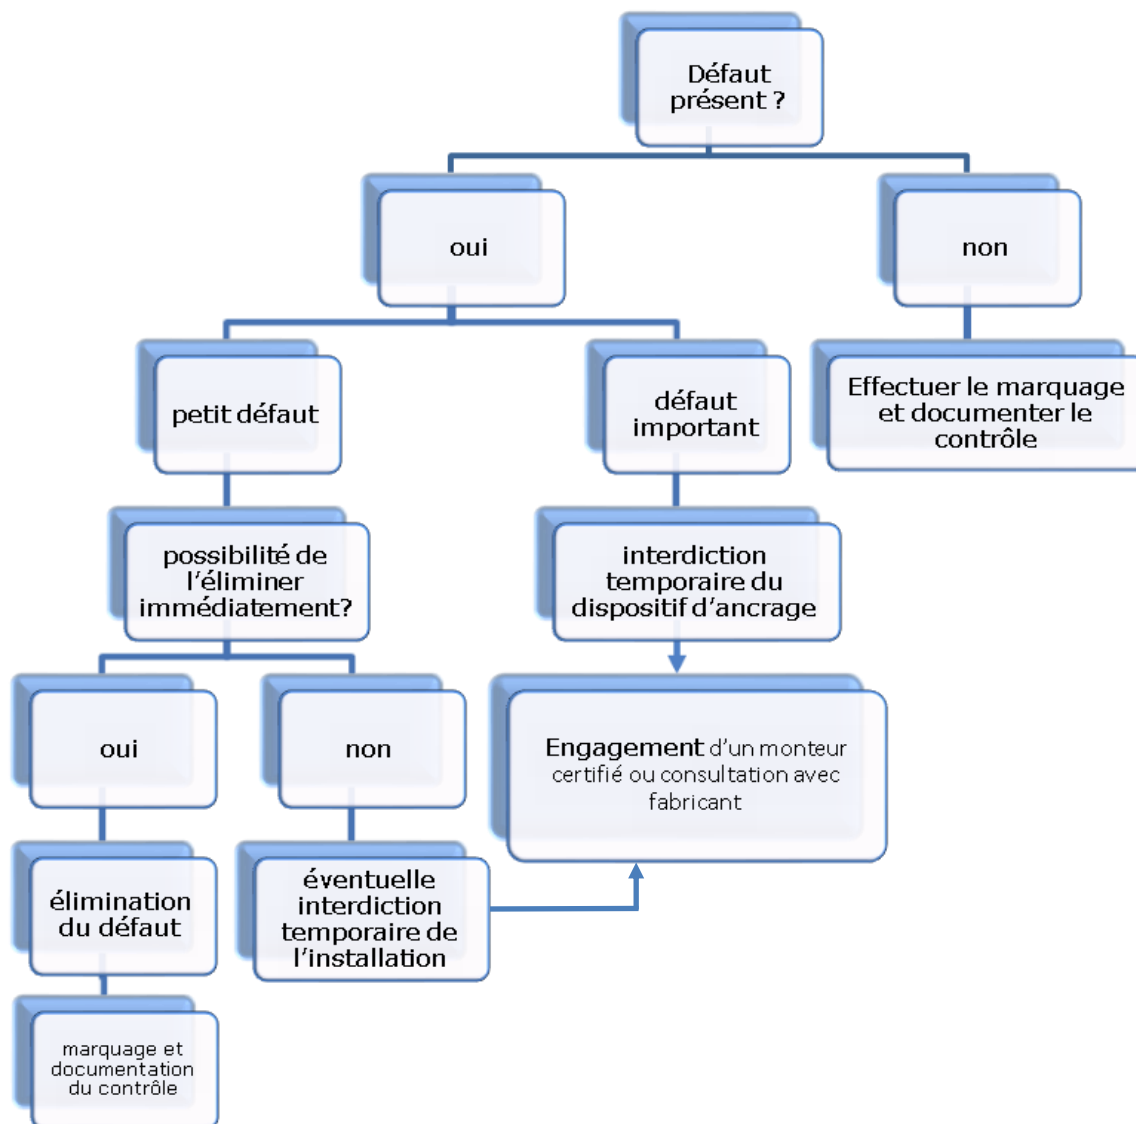 Défaut
présent ?
oui
non
petit défaut
défaut
important
Effectuer le marquage
et documenter le
contrôle
possibilité de
l'éliminer
immédiatement?
interdiction
temporaire du
dispositif d'ancrage
oui
non
Engagement d'un monteur
certifié ou consultation avec
fabricant
élimination
du défaut
éventuelle
interdiction
temporaire de
l'installation
marquage et
documentation
du contrôle